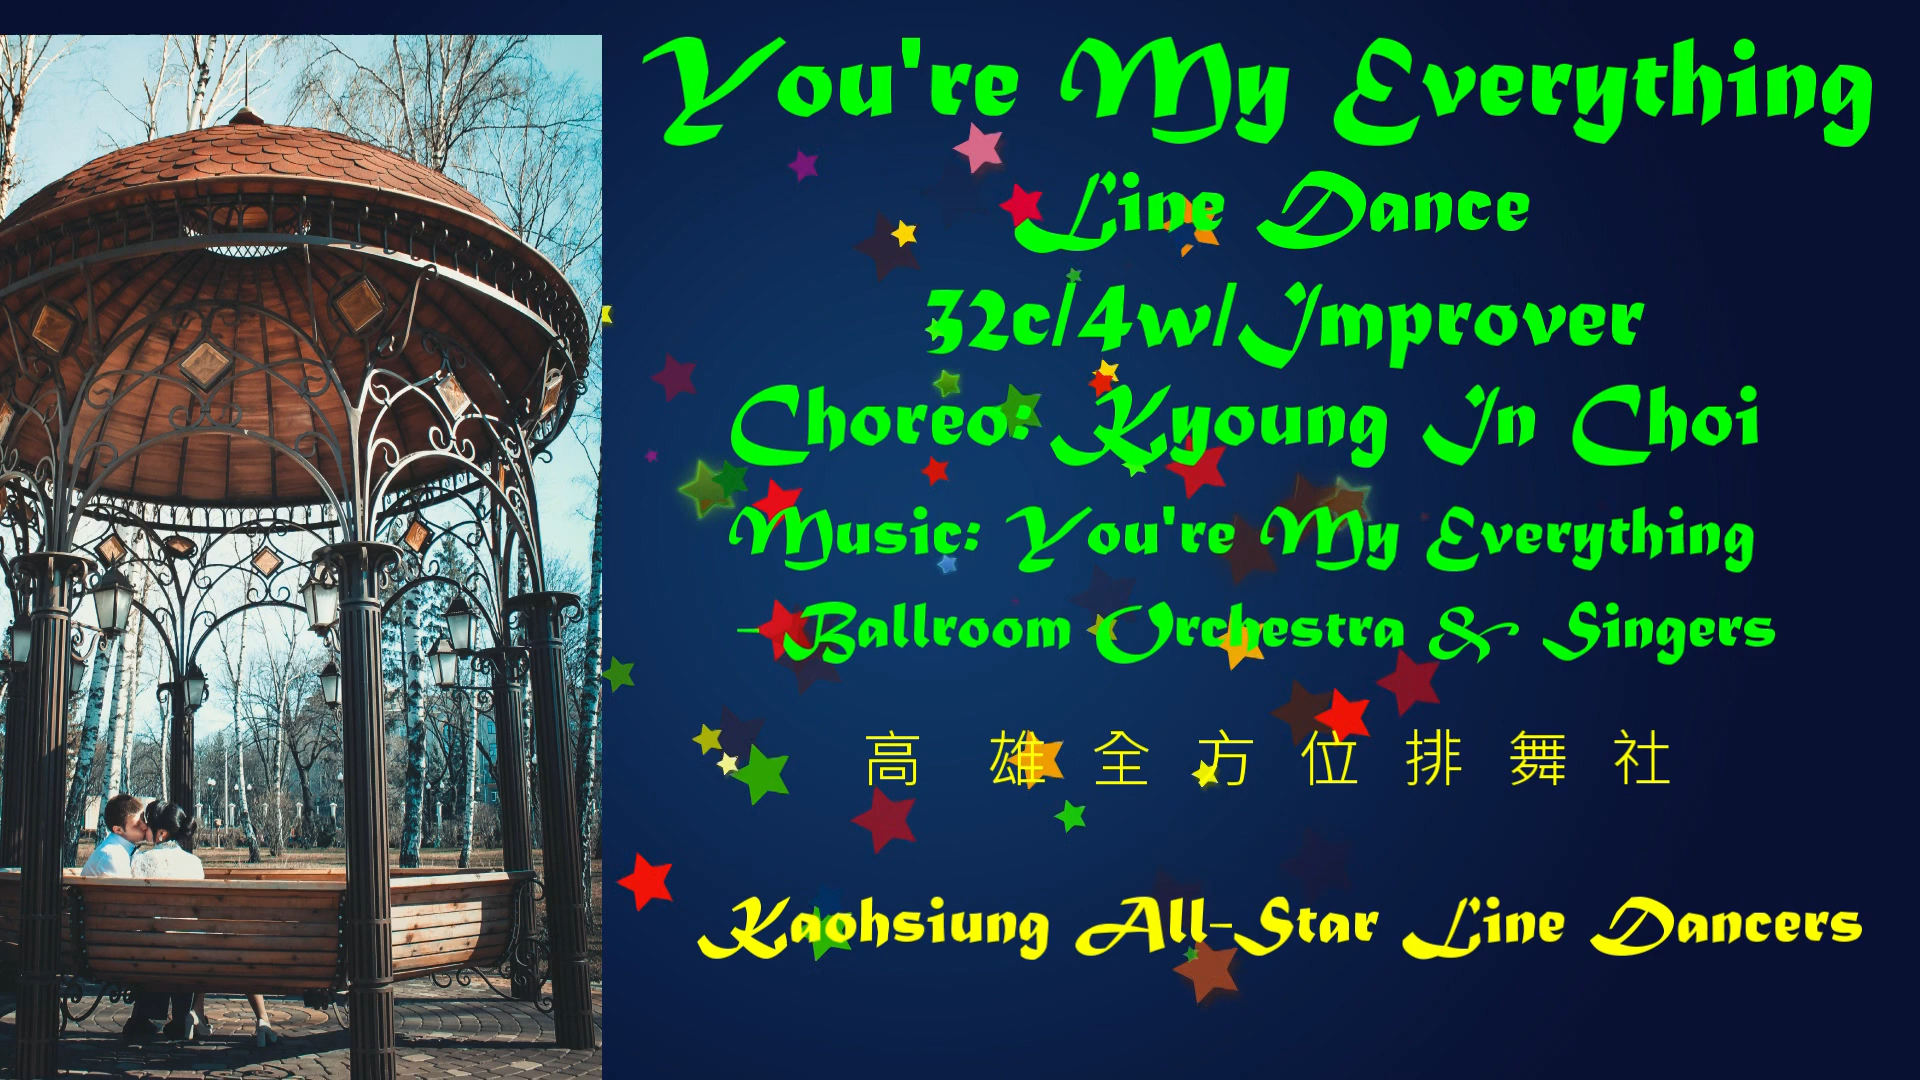 You're My Everything
Line Dance
32c/4w/Improver
Choreo: Kyoung In Choi
Music: You're My Everything
- Ballroom Orchestra & Singers
高 雄 全 方 位 排 舞 社
Kaohsiung All-Star Line Dancers